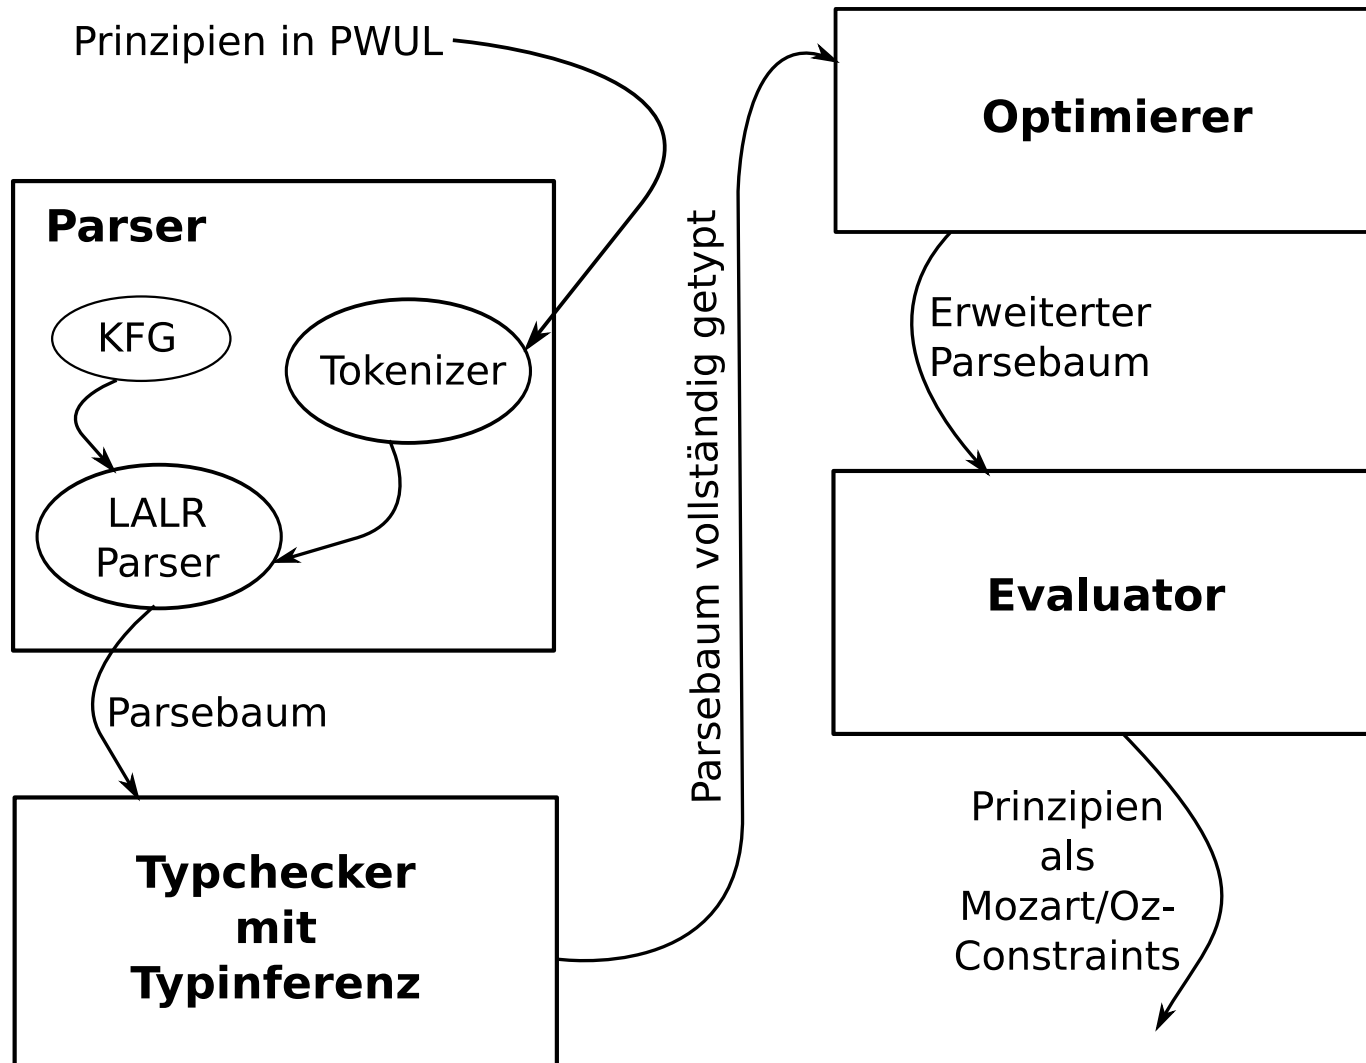 Prinzipien in PWUL
Parser
KFG
Tokenizer
LALR
Parser
Parsebaum
Typchecker
mit
Typinferenz
Parsebaum vollständig getypt
Optimierer
Erweiterter
Parsebaum
Evaluator
Prinzipien
als
Mozart/Oz-
Constraints